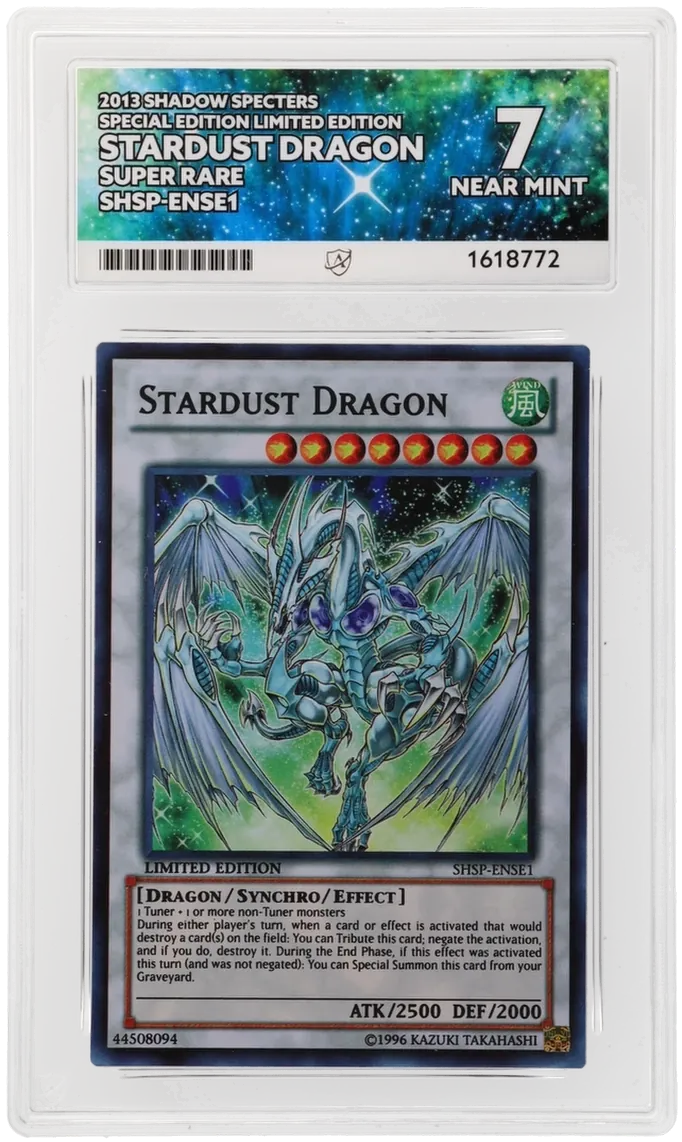 2013 SHADOW SPECTERS
SPECIAL EDITION LIMITED EDITION
STARDUST DRAGON
SUPER RARE
SHSP-ENSE1
7
NEAR MINT
1618772
STARDUST DRAGON
WIND
風
LIMITED EDITION
SHSP-ENSE1
[DRAGON/SYNCHRO/EFFECT]
1 Tuner + 1 or more non-Tuner monsters
During either player's turn, when a card or effect is activated that would
destroy a card(s) on the field: You can Tribute this card; negate the activation,
and if you do, destroy it. During the End Phase, if this effect was activated
this turn (and was not negated): You can Special Summon this card from your
Graveyard.
ATK/2500 DEF/2000
44508094
©1996 KAZUKI TAKAHASHI